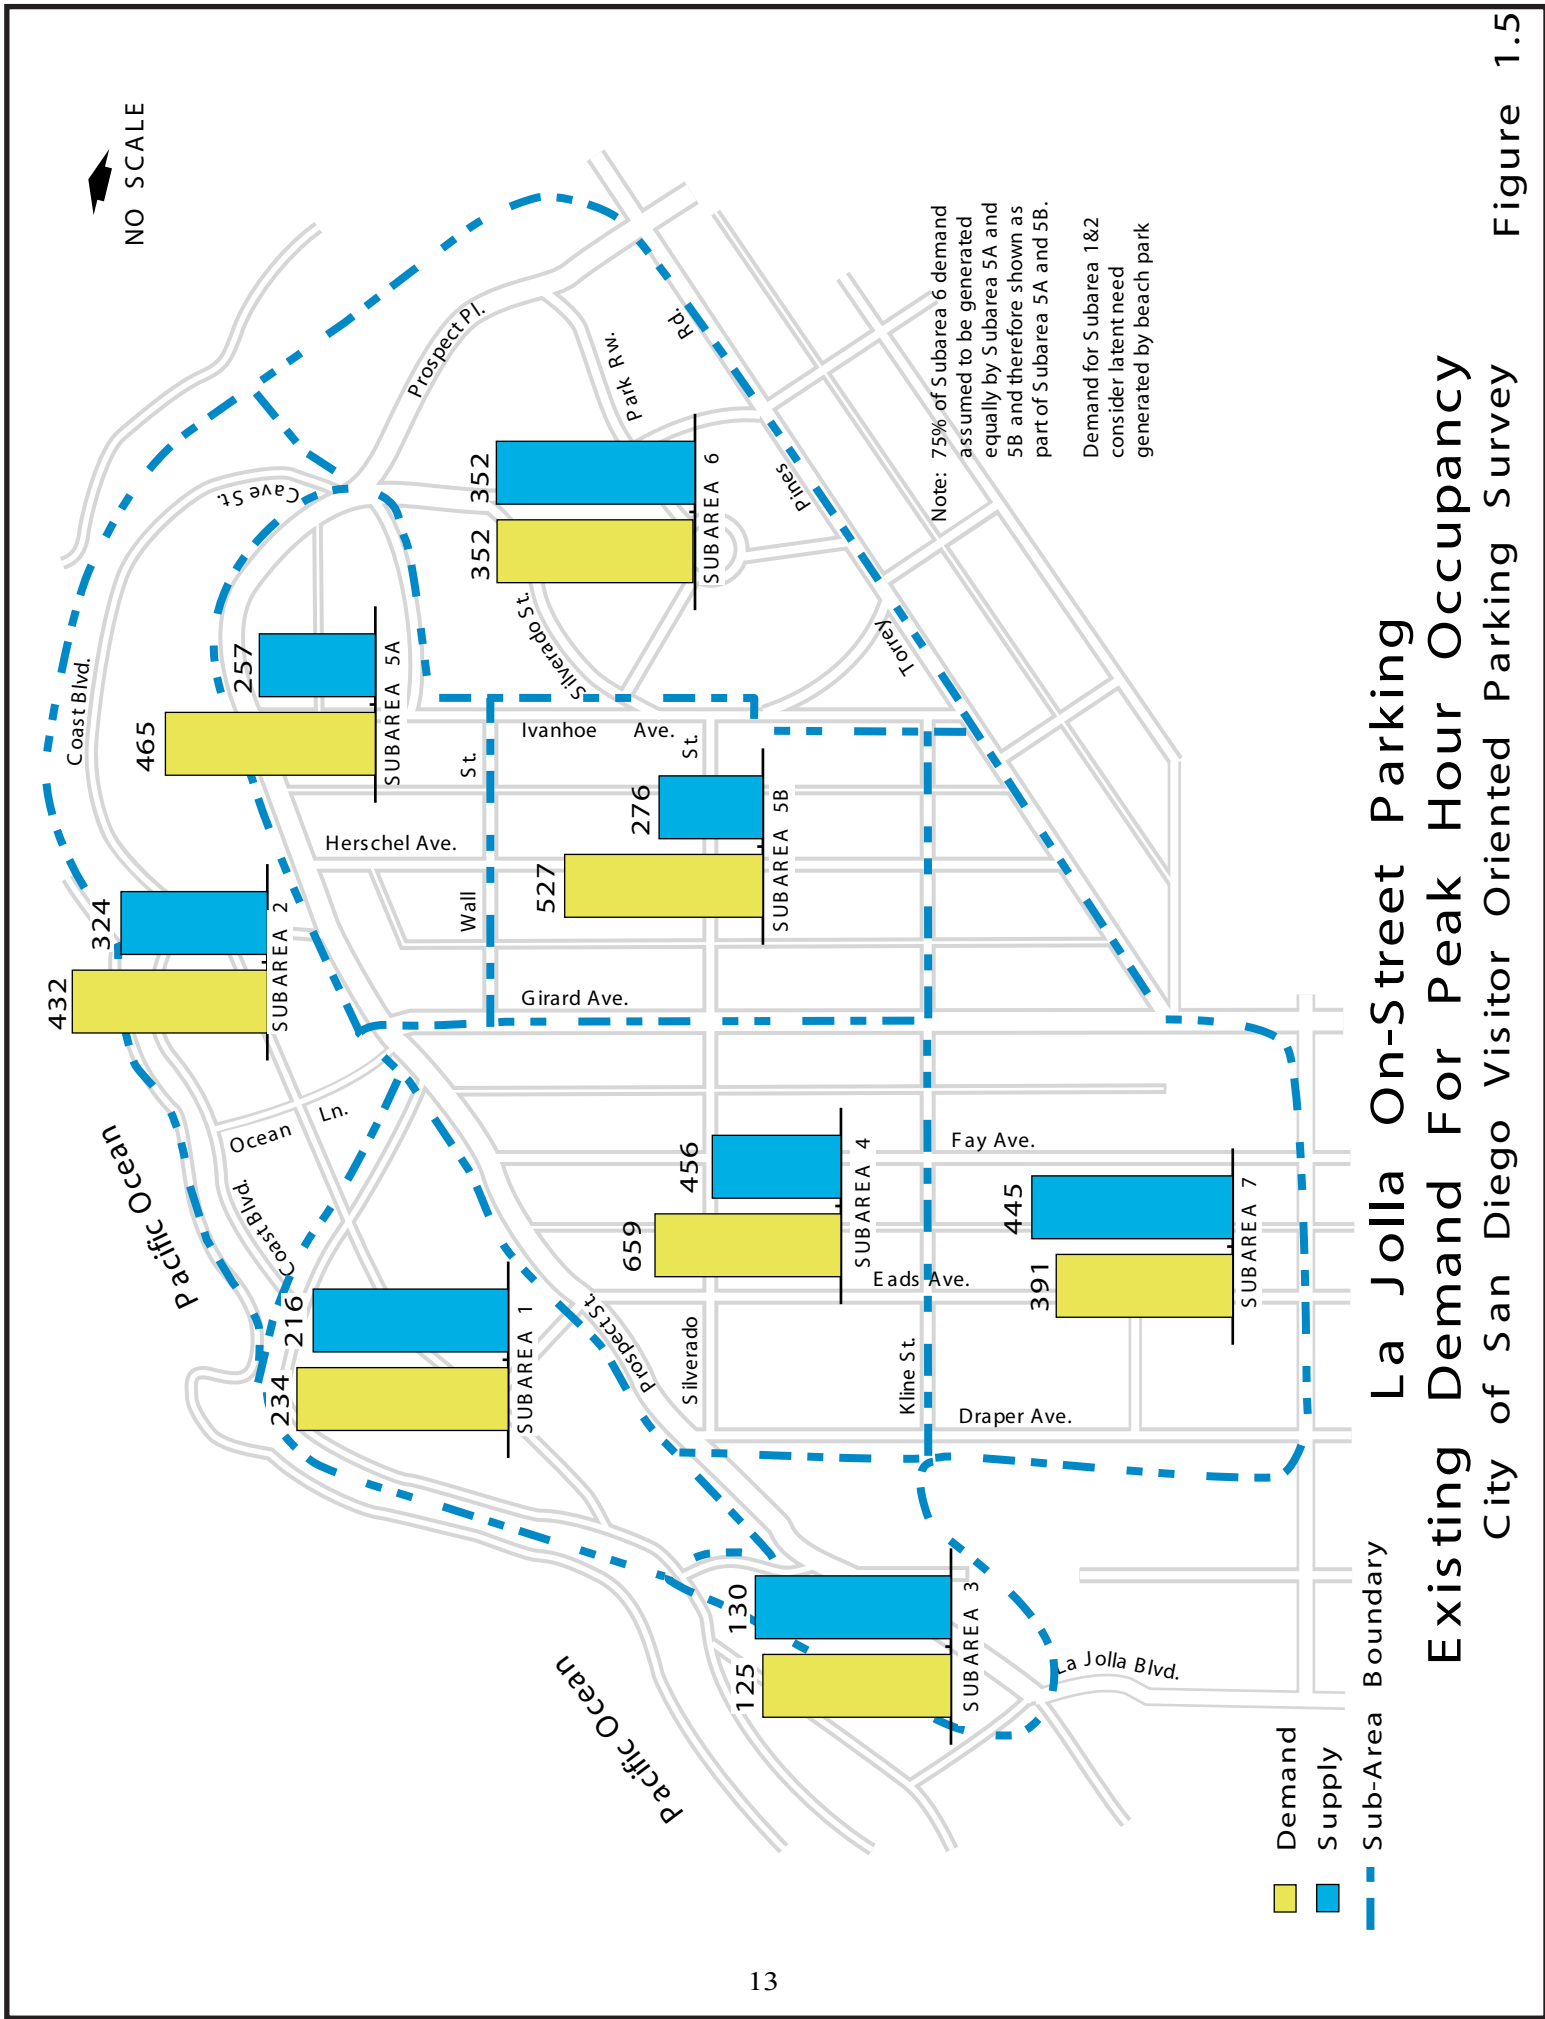 NO SCALE
Pacific Ocean
Pacific Ocean
Coast Blvd.
Coast Blvd.
Cave St.
Prospect Pl.
Park Rw.
Ocean Ln.
Prospect St.
Herschel Ave.
Wall St.
Ivanhoe Ave.
Silverado St.
Girard Ave.
Silverado St.
Torrey Pines Rd.
Fay Ave.
Eads Ave.
Kline St.
Draper Ave.
La Jolla Blvd.
234
216
SUBAREA 1
432
324
SUBAREA 2
125
130
SUBAREA 3
659
456
SUBAREA 4
465
257
SUBAREA 5A
527
276
SUBAREA 5B
352
352
SUBAREA 6
391
445
SUBAREA 7
Note: 75% of Subarea 6 demand
assumed to be generated
equally by Subarea 5A and
5B and therefore shown as
part of Subarea 5A and 5B.
Demand for Subarea 1&2
consider latent need
generated by beach park
Demand
Supply
Sub-Area Boundary
La Jolla On-Street Parking
Existing Demand For Peak Hour Occupancy
City of San Diego Visitor Oriented Parking Survey
Figure 1.5
13